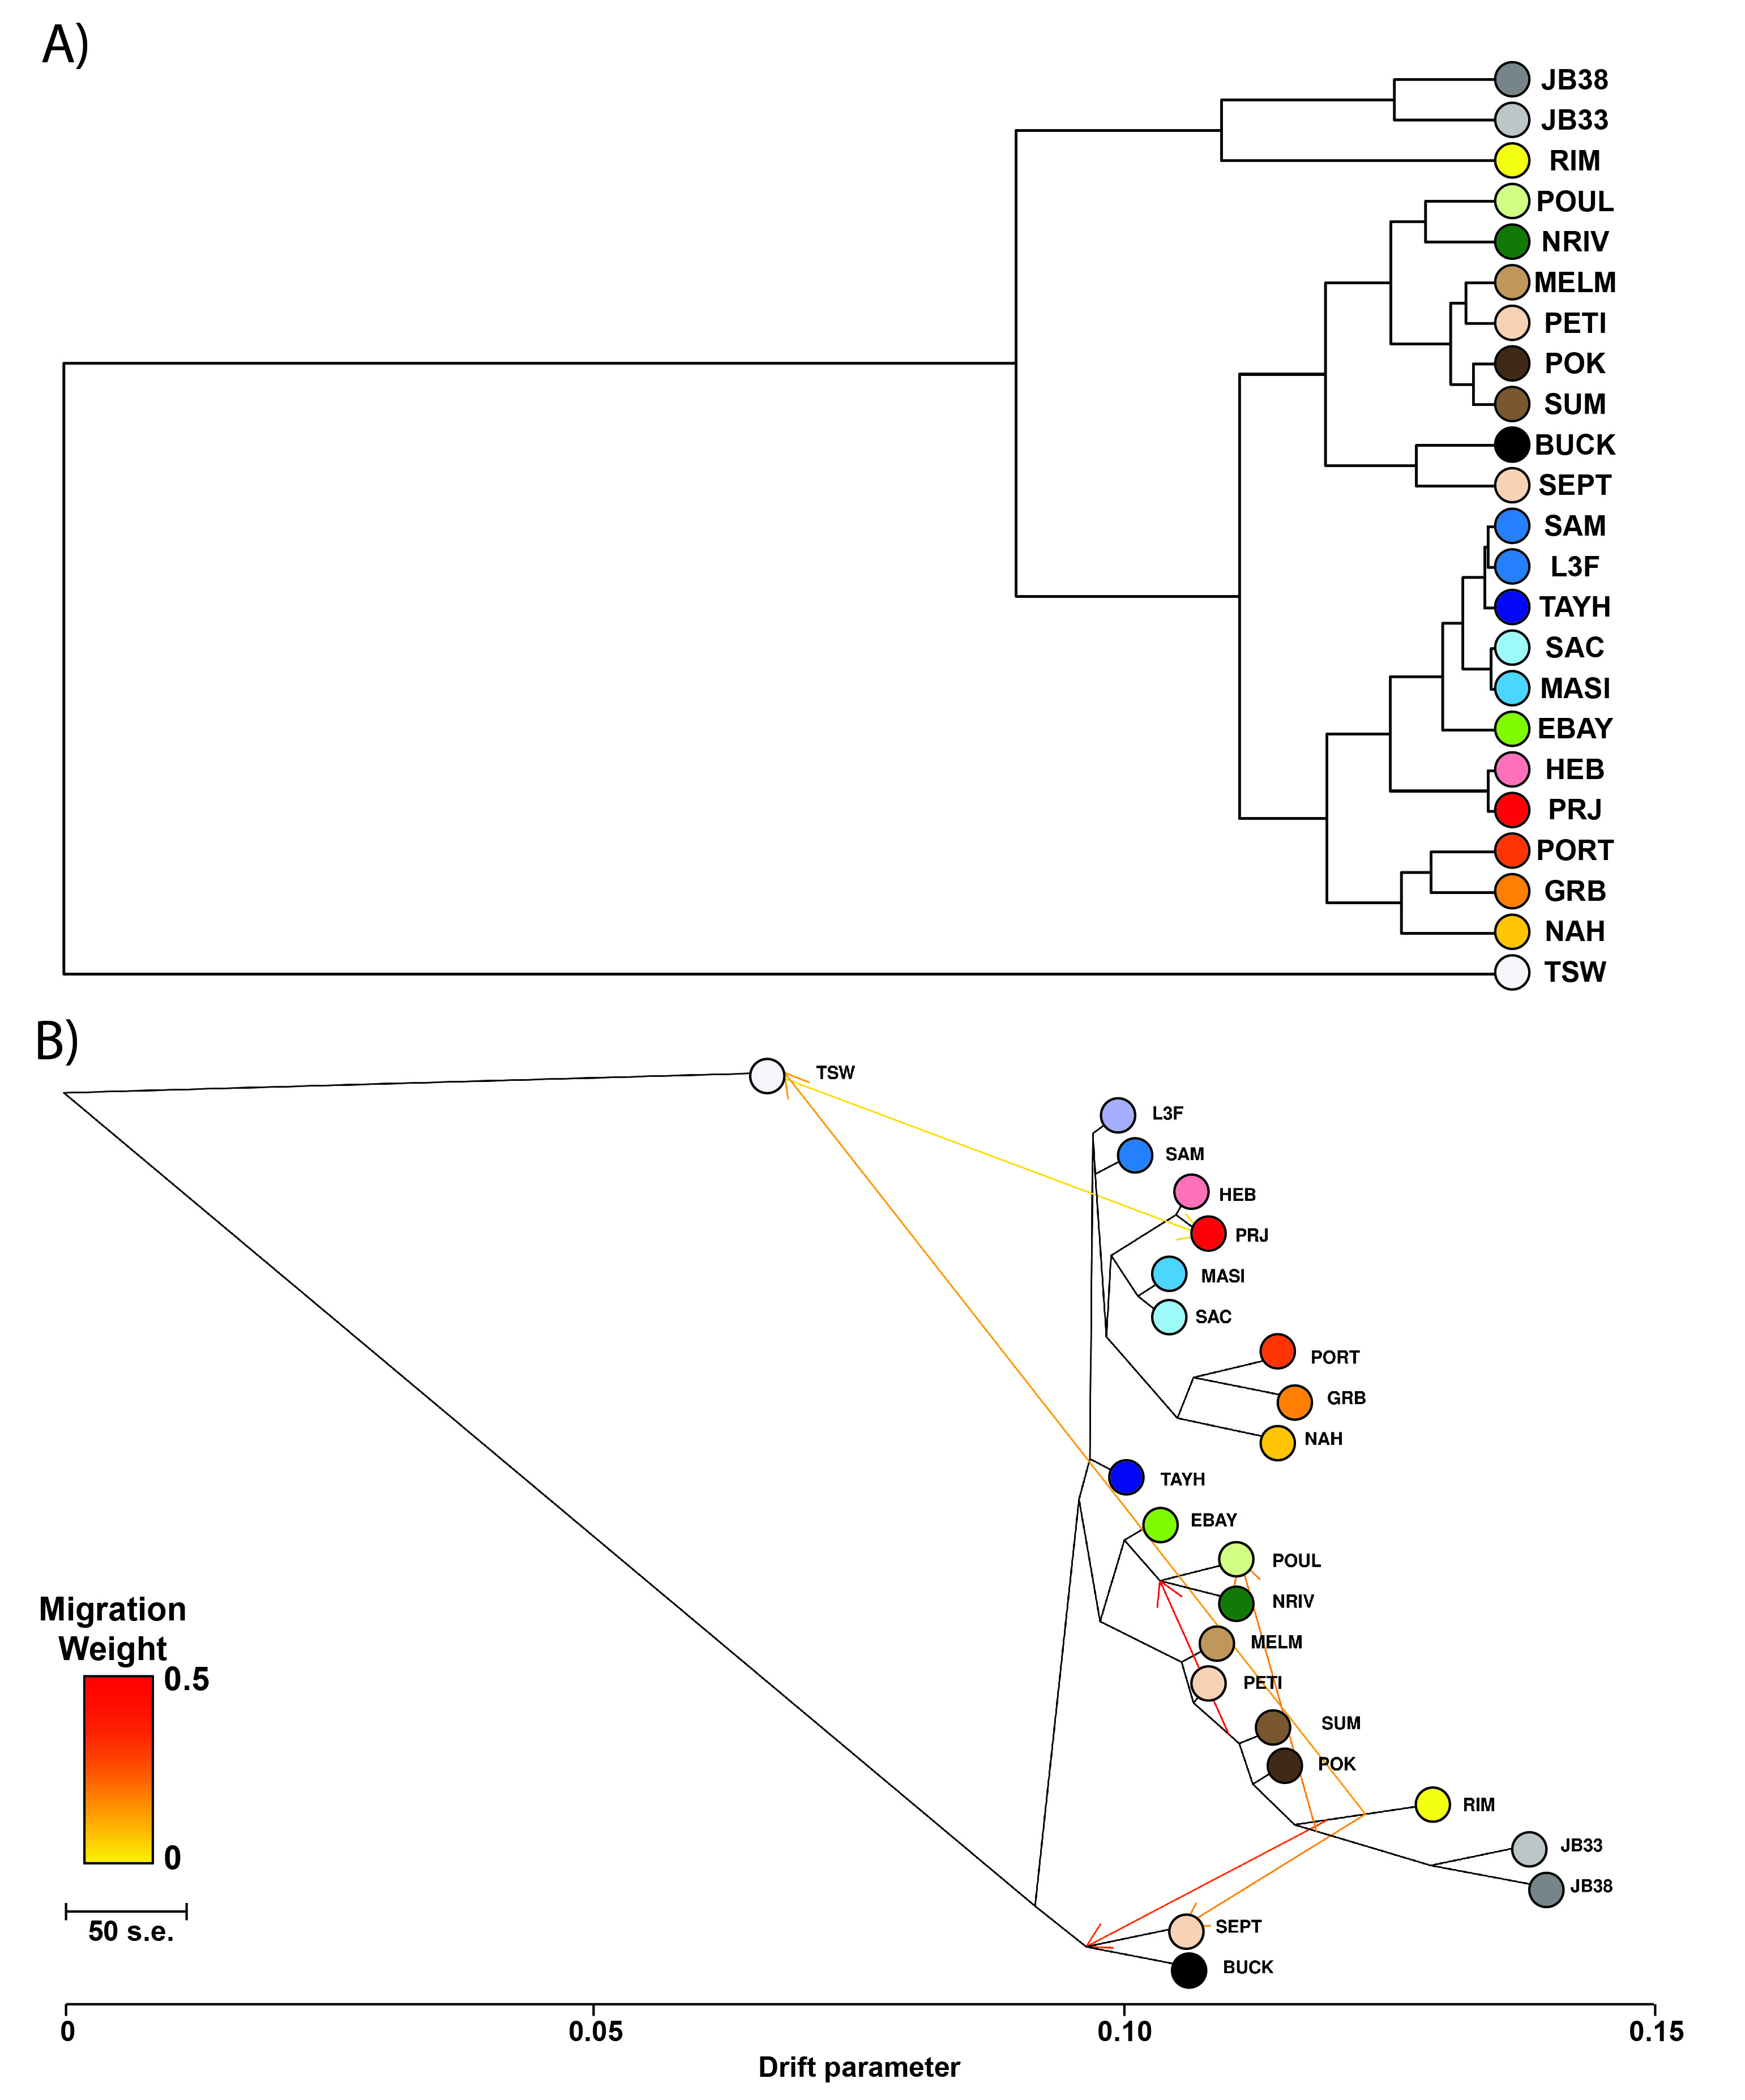 A)
JB38
JB33
RIM
POUL
NRIV
MELM
PETI
POK
SUM
BUCK
SEPT
SAM
L3F
TAYH
SAC
MASI
EBAY
HEB
PRJ
PORT
GRB
NAH
TSW
B)
TSW
L3F
SAM
HEB
PRJ
MASI
SAC
PORT
GRB
NAH
TAYH
EBAY
POUL
NRIV
MELM
PETI
SUM
POK
RIM
JB33
JB38
SEPT
BUCK
Migration
Weight
0.5
0
50 s.e.
0 0.05 0.10 0.15
Drift parameter